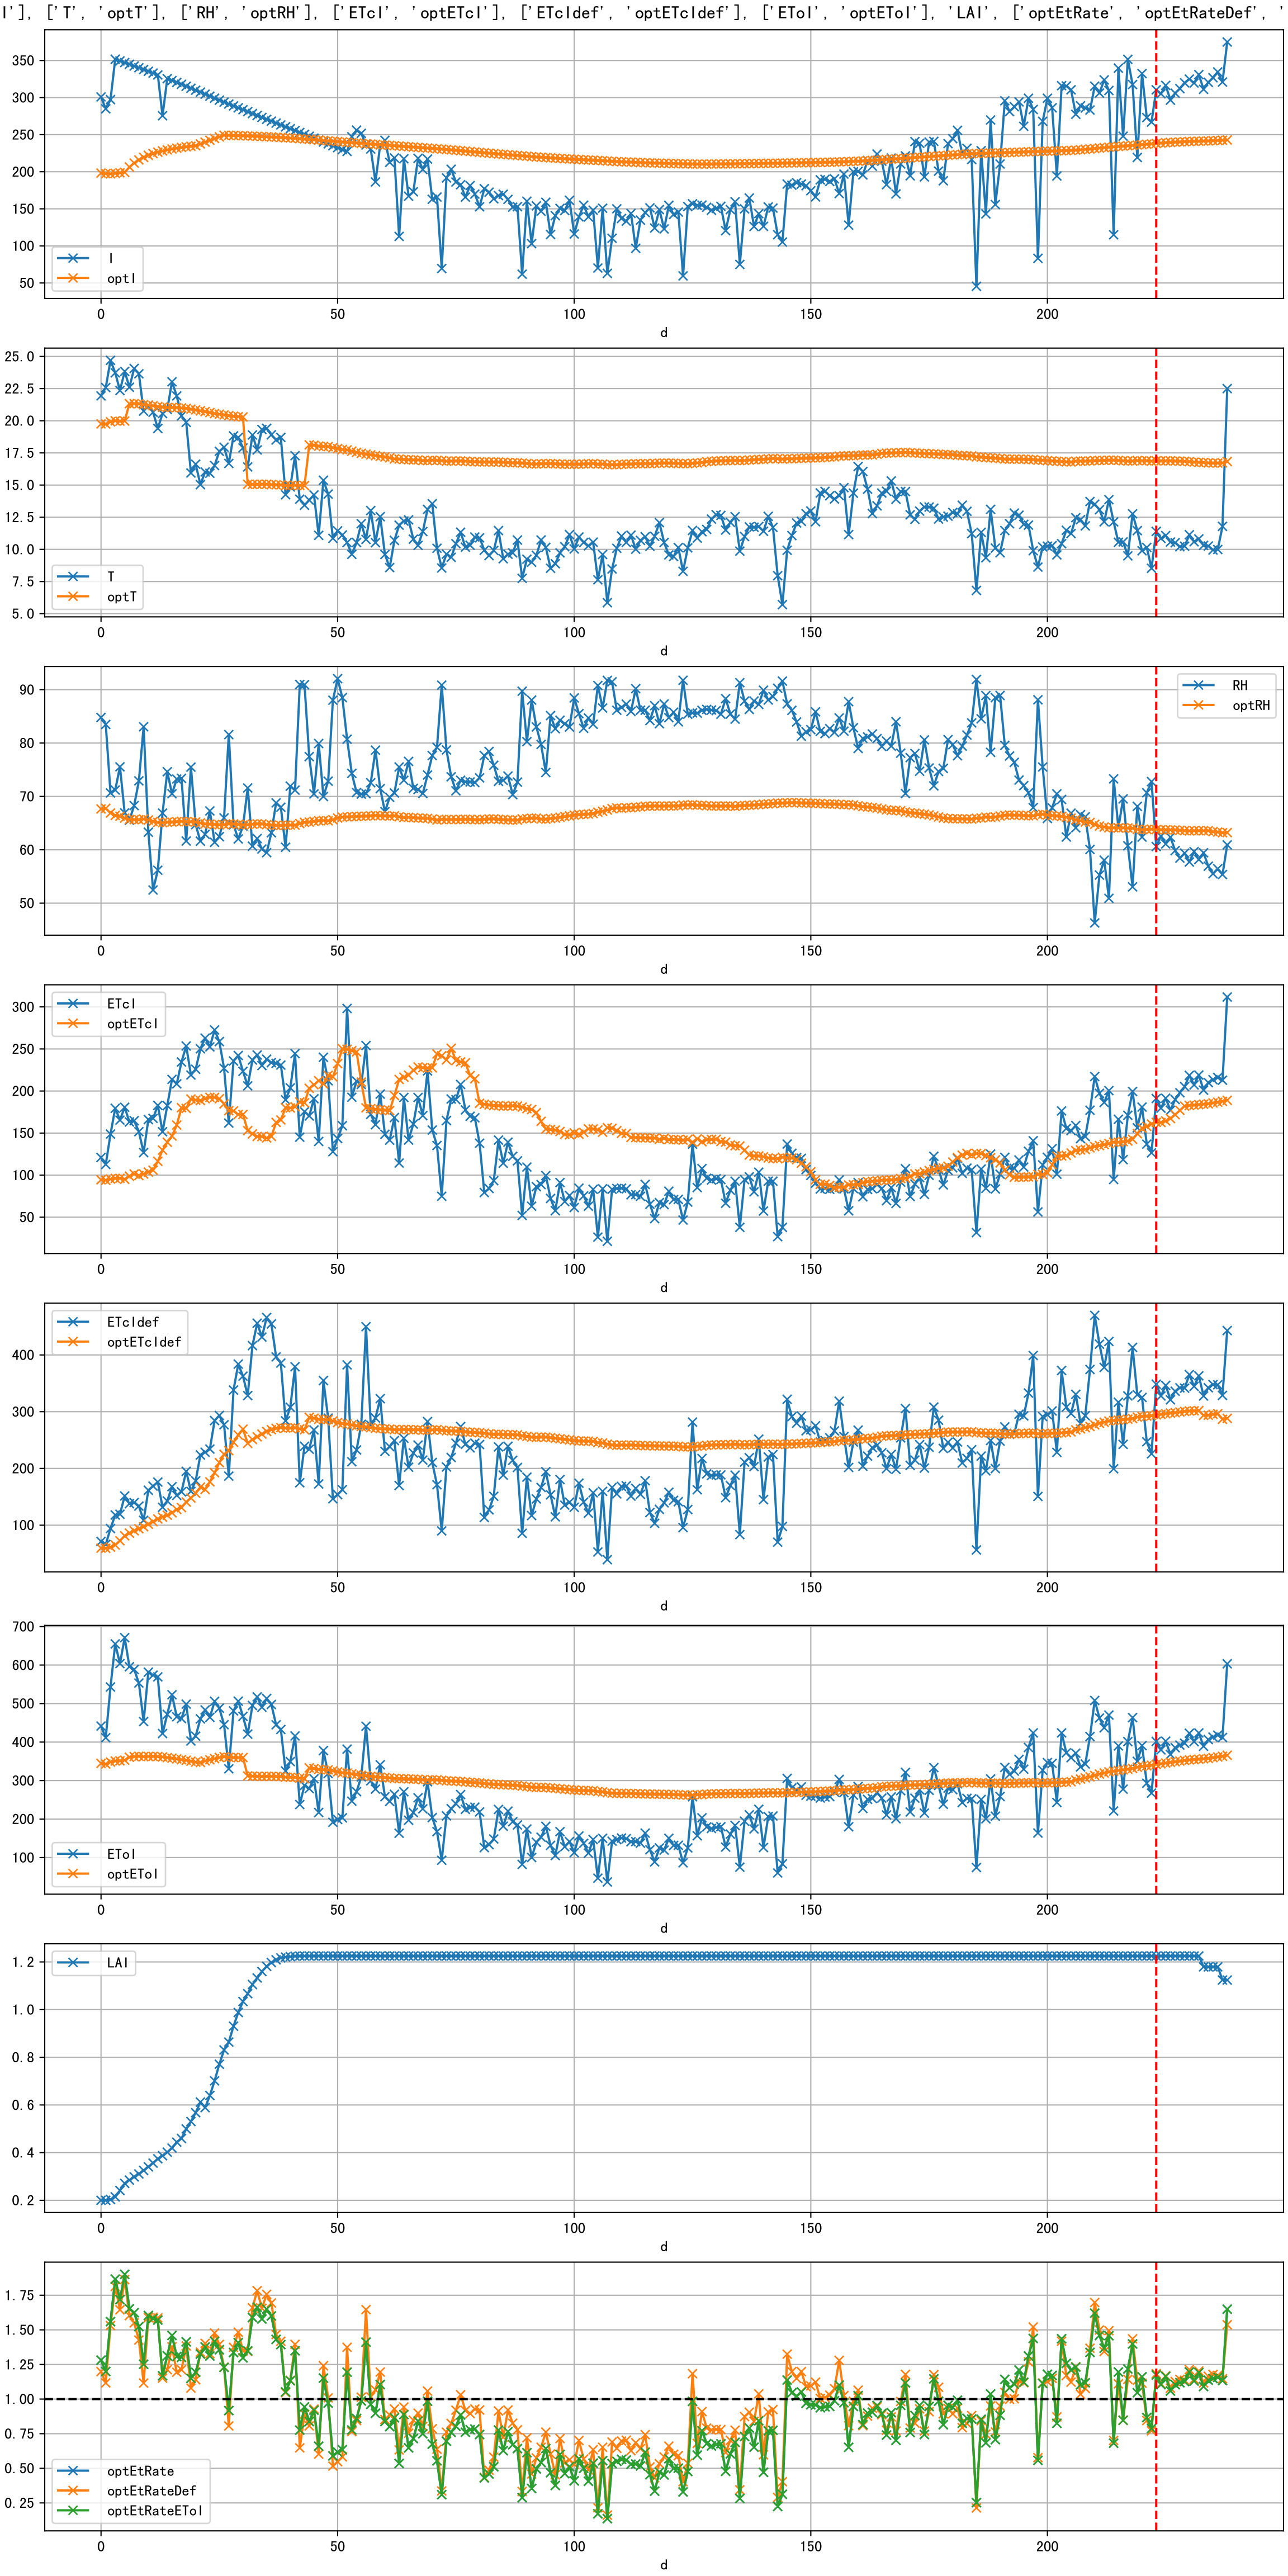 I'], ['T', 'optT'], ['RH', 'optRH'], ['ETcI', 'optETcI'], ['ETcIdef', 'optETcIdef'], ['EToI', 'optEToI'], 'LAI', ['optEtRate', 'optEtRateDef', '
350
300
250
200
150
100
50
I
optI
0 50 100 150 200
d
25.0
22.5
20.0
17.5
15.0
12.5
10.0
7.5
5.0
T
optT
0 50 100 150 200
d
90
80
70
60
50
RH
optRH
0 50 100 150 200
d
300
250
200
150
100
50
ETcI
optETcI
0 50 100 150 200
d
400
300
200
100
ETcIdef
optETcIdef
0 50 100 150 200
d
700
600
500
400
300
200
100
EToI
optEToI
0 50 100 150 200
d
1.2
1.0
0.8
0.6
0.4
0.2
LAI
0 50 100 150 200
d
1.75
1.50
1.25
1.00
0.75
0.50
0.25
optEtRate
optEtRateDef
optEtRateEToI
0 50 100 150 200
d